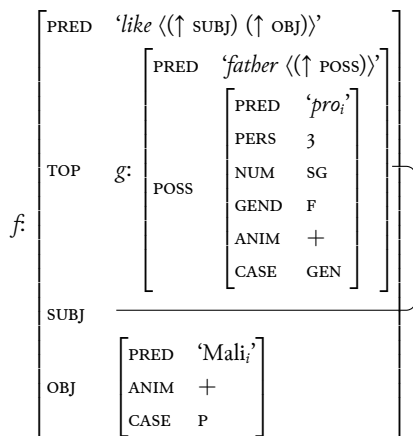 PRED ‘like ⟨(↑ SUBJ) (↑ OBJ)⟩’
PRED ‘father ⟨(↑ POSS)⟩’
PRED ‘proᵢ’
PERS 3
TOP g: NUM SG
POSS GEND F
f: ANIM +
CASE GEN
SUBJ
PRED ‘Maliᵢ’
OBJ ANIM +
CASE P